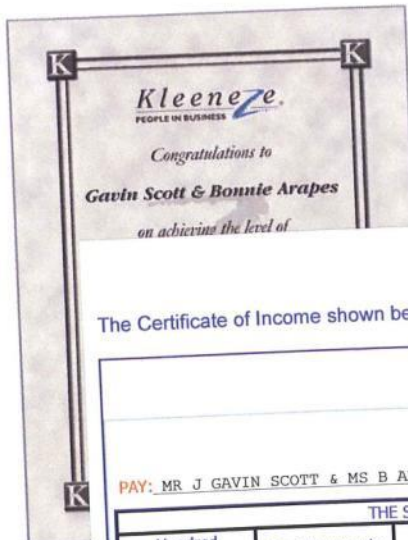 K
K
Kleeneze
PEOPLE IN BUSINESS
Congratulations to
Gavin Scott & Bonnie Arapes
on achieving the level of
The Certificate of Income shown be
K
PAY: MR J GAVIN SCOTT & MS B A
THE S